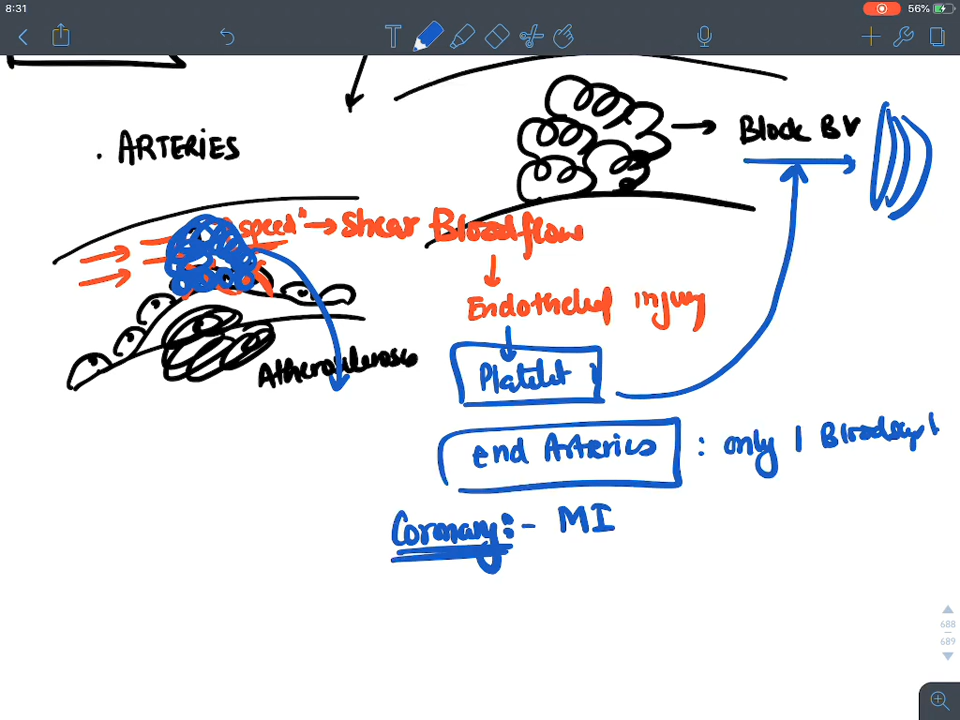 8:31
56%
T
Block BV
. ARTERIES
speed" → shear Bloodflow
Endothelial injury
Atherosclerosis
Platelet
end Arteries : only 1 Bloodsupl
Coronary:- MI
688
689